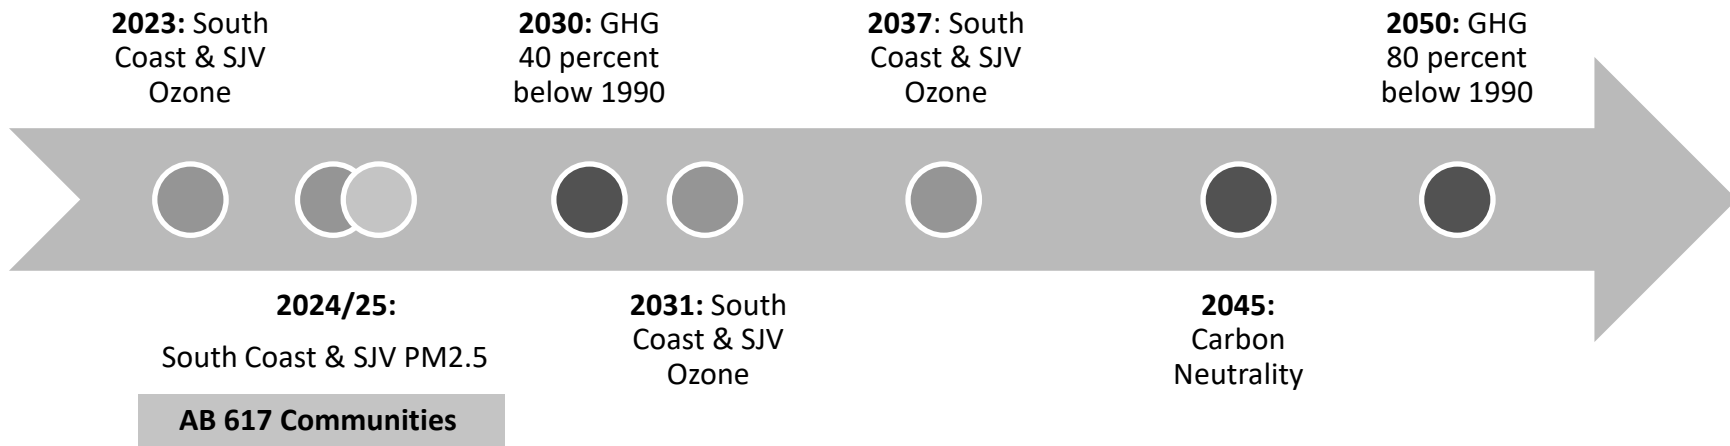 2023: South
Coast & SJV
Ozone
2030: GHG
40 percent
below 1990
2037: South
Coast & SJV
Ozone
2050: GHG
80 percent
below 1990
2024/25:
South Coast & SJV PM2.5
AB 617 Communities
2031: South
Coast & SJV
Ozone
2045:
Carbon
Neutrality